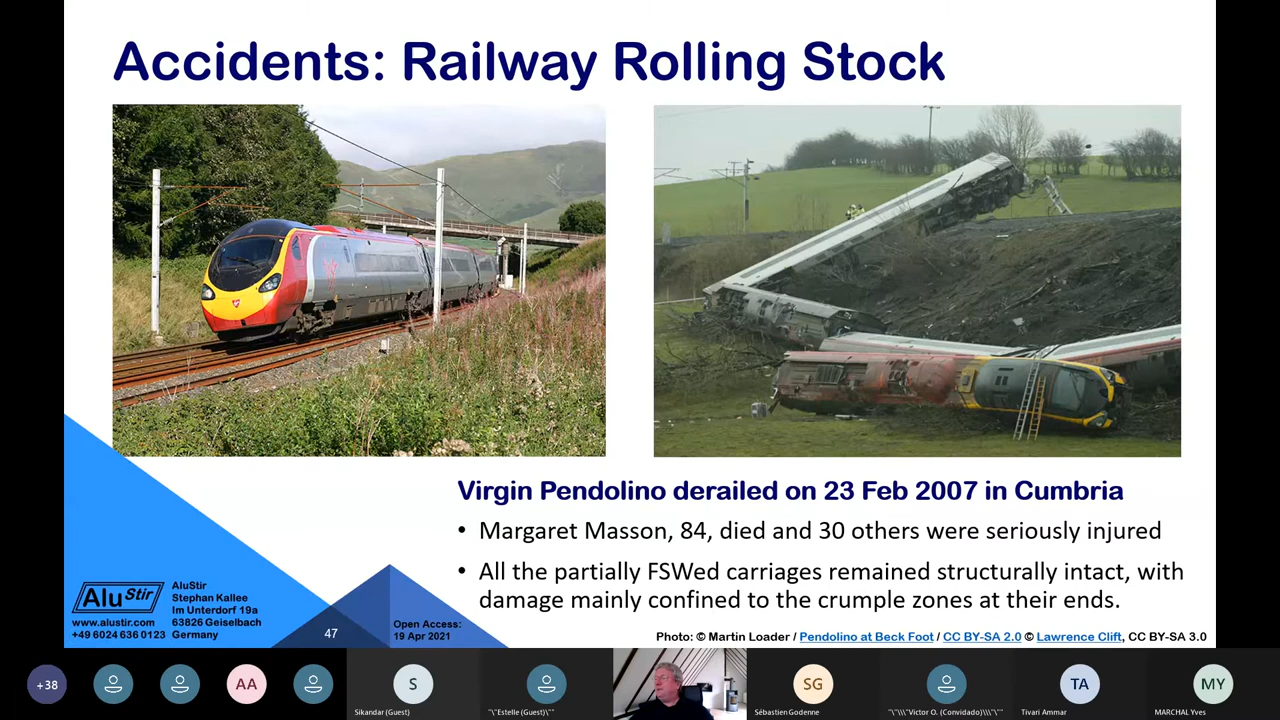 Accidents: Railway Rolling Stock
Virgin Pendolino derailed on 23 Feb 2007 in Cumbria
• Margaret Masson, 84, died and 30 others were seriously injured
• All the partially FSWed carriages remained structurally intact, with
damage mainly confined to the crumple zones at their ends.
AluStir
AluStir
Stephan Kallee
www.alustir.com
Im Unterdorf 19a
+49 6024 636 0123
63826 Geiselbach
Germany
47
Open Access:
19 Apr 2021
Photo: © Martin Loader / Pendolino at Beck Foot / CC BY-SA 2.0 © Lawrence Clift, CC BY-SA 3.0
+38
AA
S
SG
TA
MY
Sikandar (Guest)
"\"Estelle (Guest)\""
Sébastien Godenne
"\"\\\"Victor O. (Convidado)\\\"\""
Tivari Ammar
MARCHAL Yves